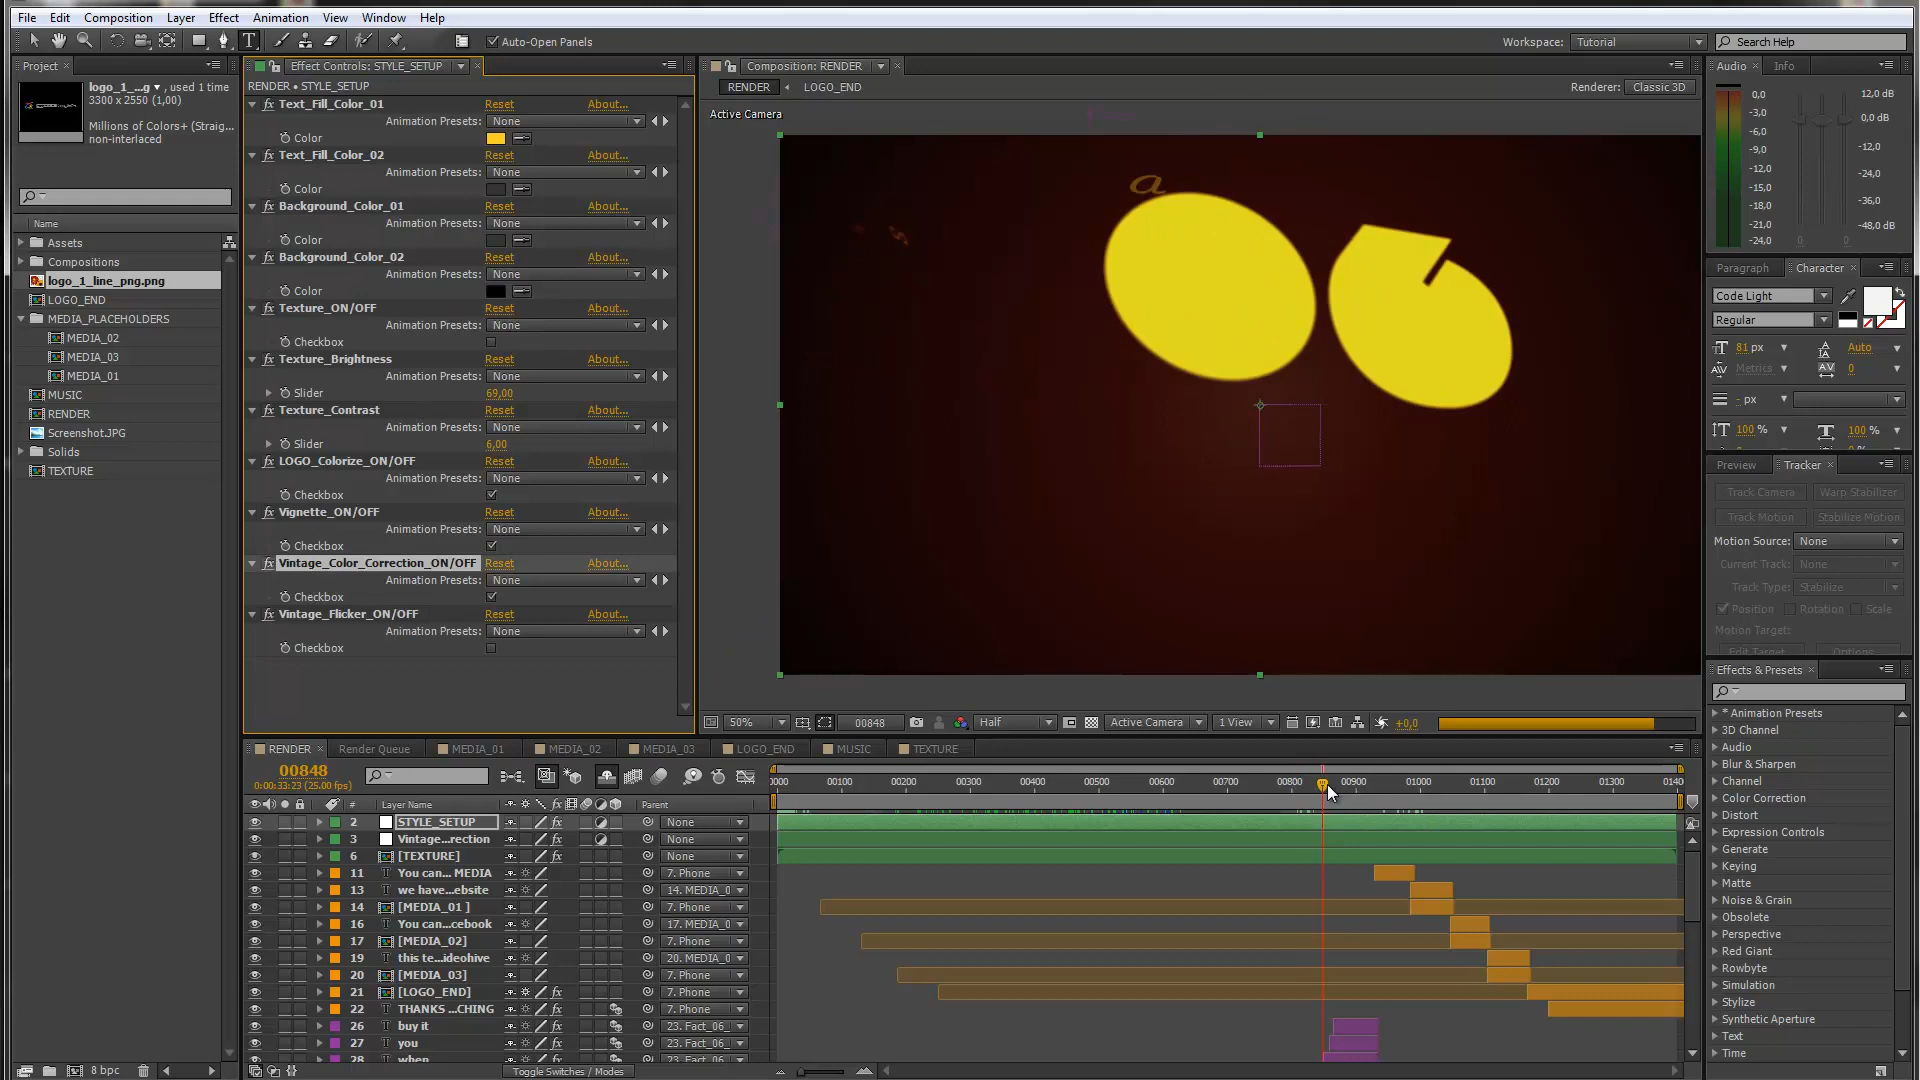 File Edit Composition Layer Effect Animation View Window Help
Auto-Open Panels
Workspace: Tutorial
Search Help
Project
logo_1_...g ▼ , used 1 time
3300 x 2550 (1,00)
Millions of Colors+ (Straig...
non-interlaced
Name
Assets
Compositions
logo_1_line_png.png
LOGO_END
MEDIA_PLACEHOLDERS
MEDIA_02
MEDIA_03
MEDIA_01
MUSIC
RENDER
Screenshot.JPG
Solids
TEXTURE
8 bpc
Effect Controls: STYLE_SETUP
RENDER • STYLE_SETUP
Text_Fill_Color_01 Reset About...
Animation Presets: None
Color
Text_Fill_Color_02 Reset About...
Animation Presets: None
Color
Background_Color_01 Reset About...
Animation Presets: None
Color
Background_Color_02 Reset About...
Animation Presets: None
Color
Texture_ON/OFF Reset About...
Animation Presets: None
Checkbox
Texture_Brightness Reset About...
Animation Presets: None
Slider 69,00
Texture_Contrast Reset About...
Animation Presets: None
Slider 6,00
LOGO_Colorize_ON/OFF Reset About...
Animation Presets: None
Checkbox
Vignette_ON/OFF Reset About...
Animation Presets: None
Checkbox
Vintage_Color_Correction_ON/OFF Reset About...
Animation Presets: None
Checkbox
Vintage_Flicker_ON/OFF Reset About...
Animation Presets: None
Checkbox
Composition: RENDER
RENDER LOGO_END
Renderer: Classic 3D
Active Camera
a
50% 00848 Half Active Camera 1 View +0,0
Audio Info
0,0
-3,0
-6,0
-9,0
-12,0
-15,0
-18,0
-21,0
-24,0
12,0 dB
0,0 dB
-12,0
-24,0
-36,0
-48,0 dB
0 0
Paragraph Character
Code Light
Regular
81 px Auto
Metrics 0
- px
100 % 100 %
Preview Tracker
Track Camera Warp Stabilizer
Track Motion Stabilize Motion
Motion Source: None
Current Track: None
Track Type: Stabilize
Position Rotation Scale
Motion Target:
Edit Target... Options...
Effects & Presets
* Animation Presets
3D Channel
Audio
Blur & Sharpen
Channel
Color Correction
Distort
Expression Controls
Generate
Keying
Matte
Noise & Grain
Obsolete
Perspective
Red Giant
Rowbyte
Simulation
Stylize
Synthetic Aperture
Text
Time
RENDER Render Queue MEDIA_01 MEDIA_02 MEDIA_03 LOGO_END MUSIC TEXTURE
00848
0:00:33:23 (25.00 fps)
0000 00100 00200 00300 00400 00500 00600 00700 00800 00900 01000 01100 01200 01300 0140
# Layer Name Parent
2 STYLE_SETUP None
3 Vintage...rection None
6 [TEXTURE] None
11 You can... MEDIA 7. Phone
13 we have...ebsite 14. MEDIA_0
14 [MEDIA_01 ] 7. Phone
16 You can...cebook 17. MEDIA_0
17 [MEDIA_02] 7. Phone
19 this te...ideohive 20. MEDIA_0
20 [MEDIA_03] 7. Phone
21 [LOGO_END] 7. Phone
22 THANKS ...CHING 7. Phone
26 buy it 23. Fact_06_
27 you 23. Fact_06_
28 when 23. Fact_06_
Toggle Switches / Modes